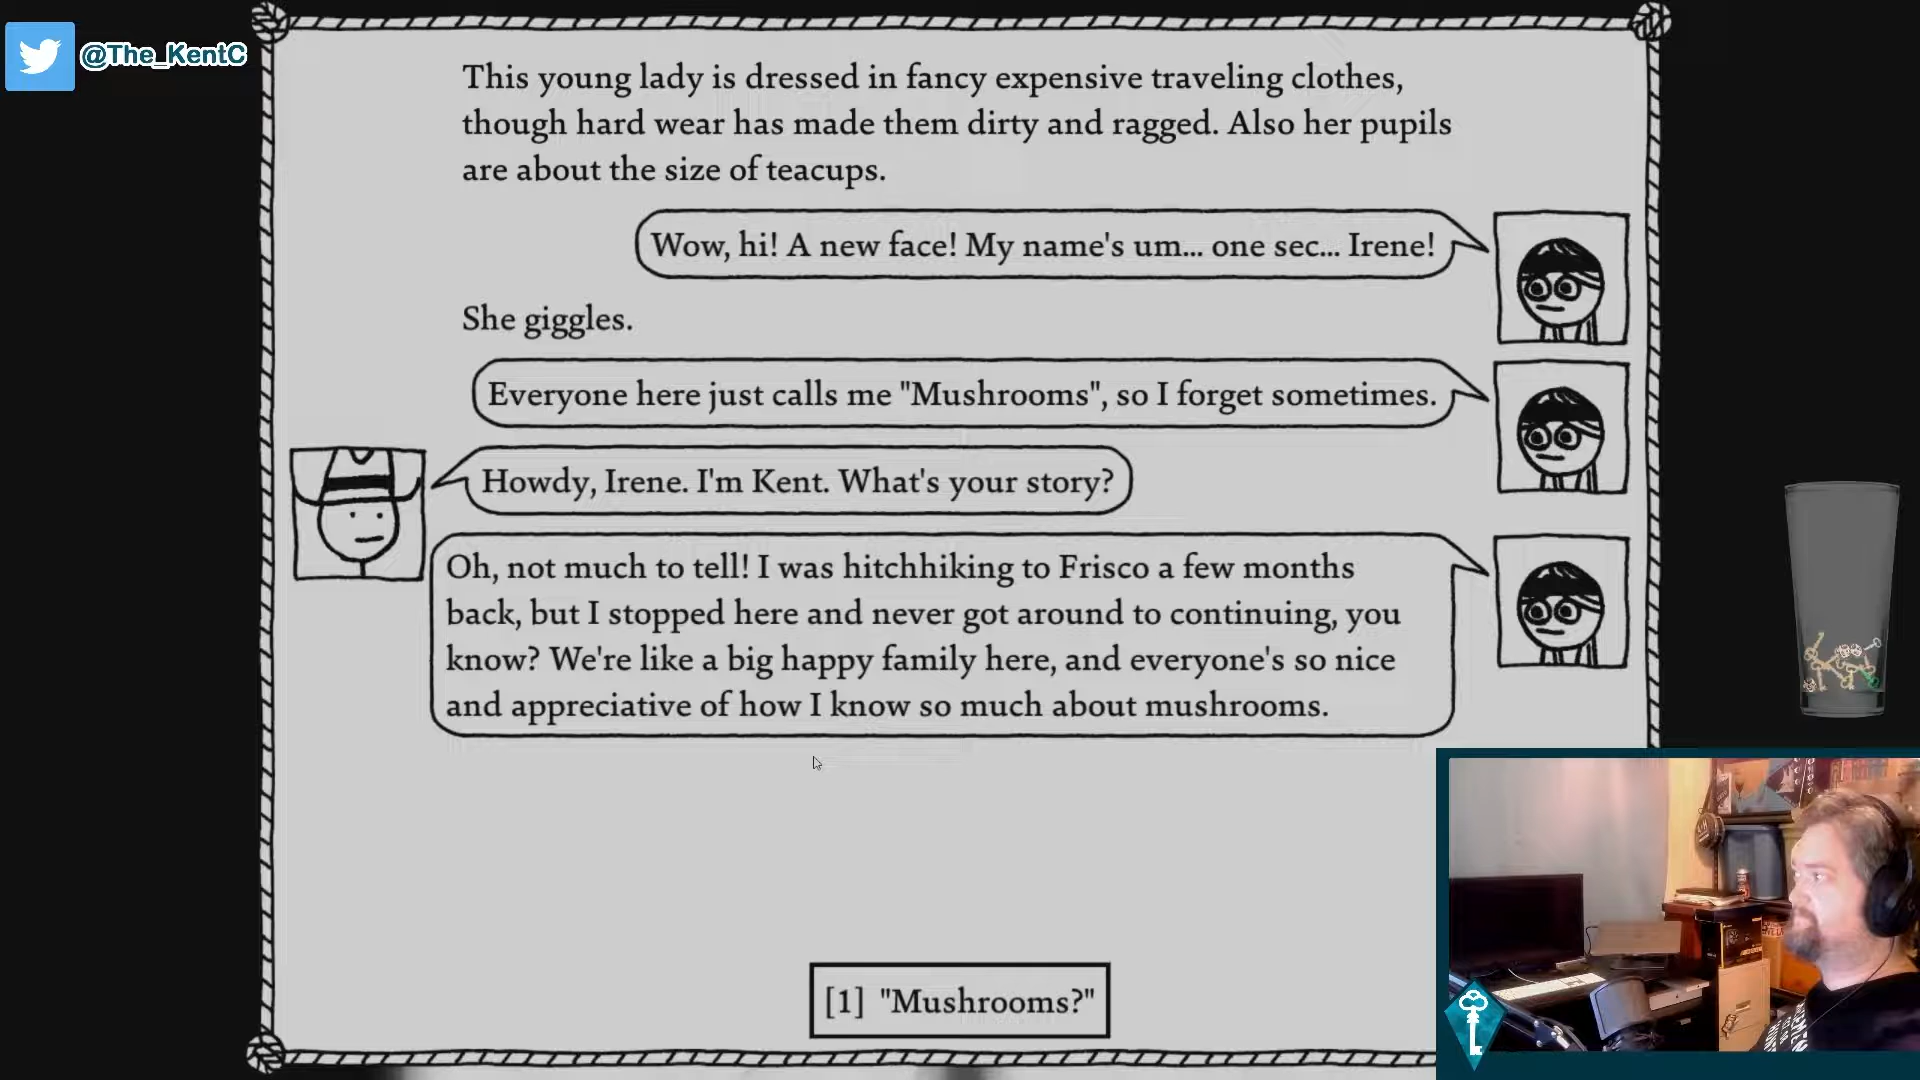 @The_KentC
This young lady is dressed in fancy expensive traveling clothes,
though hard wear has made them dirty and ragged. Also her pupils
are about the size of teacups.
Wow, hi! A new face! My name's um... one sec... Irene!
She giggles.
Everyone here just calls me "Mushrooms", so I forget sometimes.
Howdy, Irene. I'm Kent. What's your story?
Oh, not much to tell! I was hitchhiking to Frisco a few months
back, but I stopped here and never got around to continuing, you
know? We're like a big happy family here, and everyone's so nice
and appreciative of how I know so much about mushrooms.
[1] "Mushrooms?"